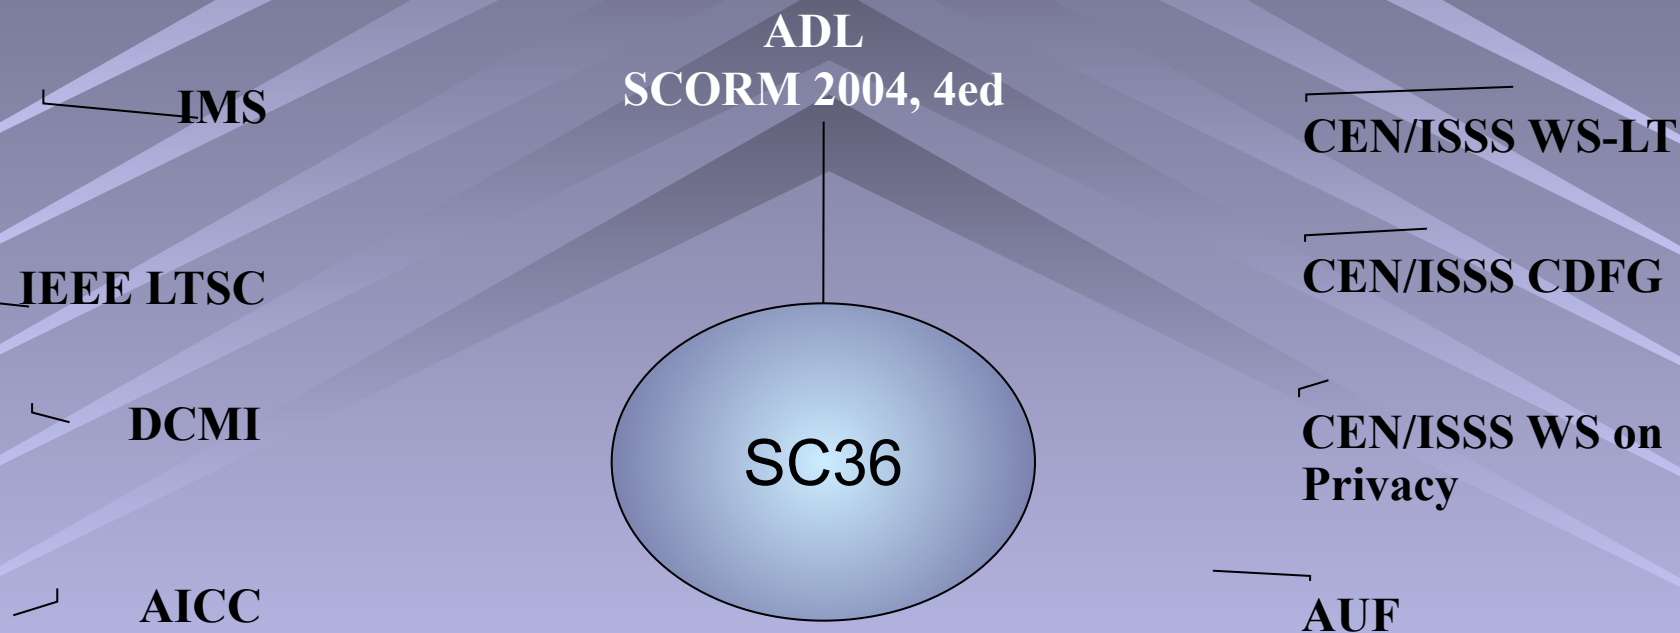 ADL
SCORM 2004, 4ed
IMS
IEEE LTSC
DCMI
AICC
SC36
CEN/ISSS WS-LT
CEN/ISSS CDFG
CEN/ISSS WS on
Privacy
AUF